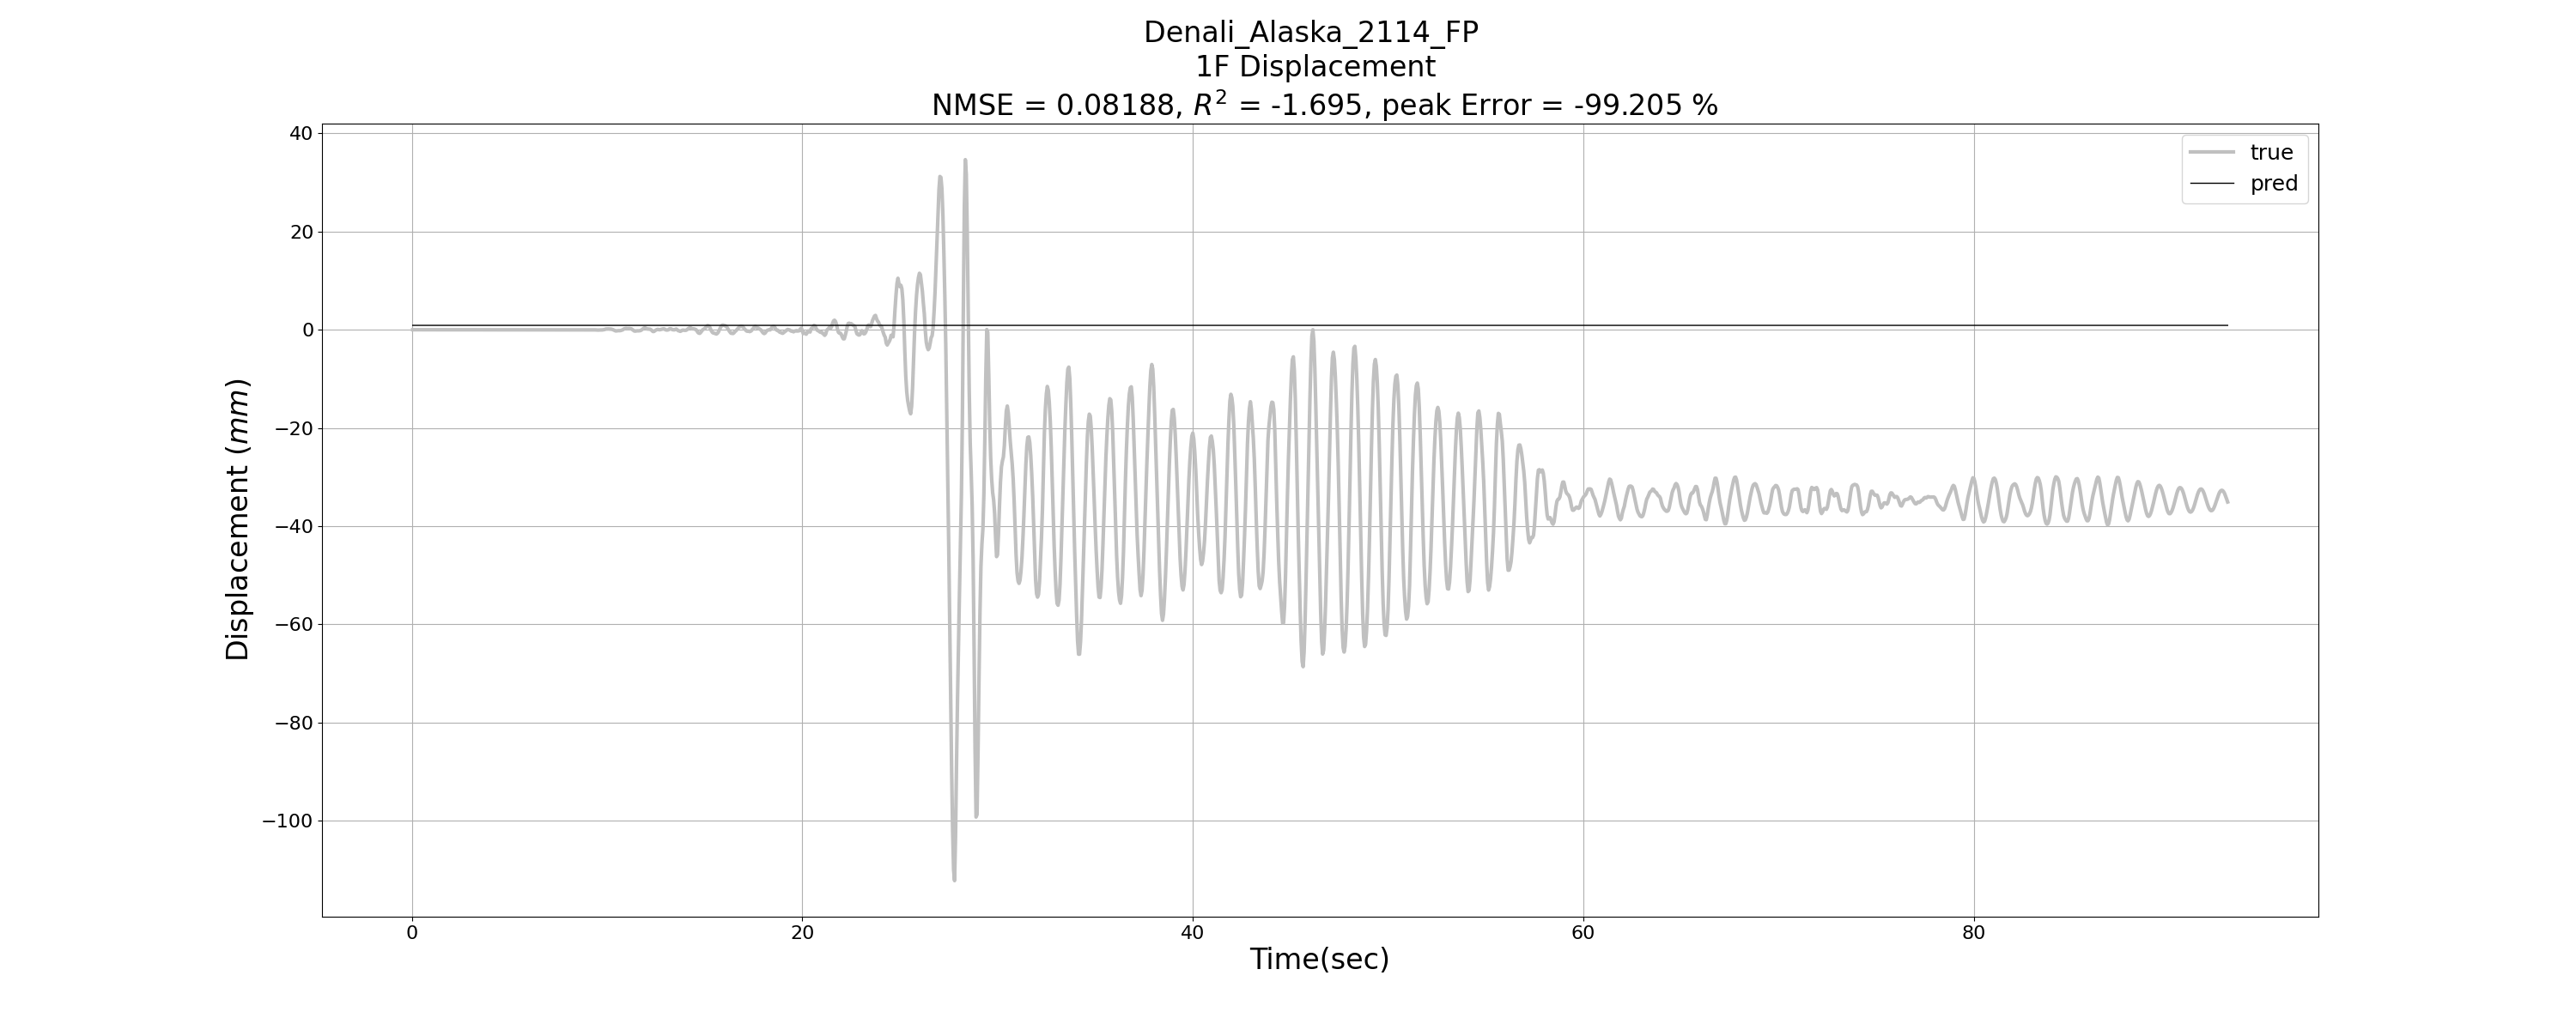 Denali_Alaska_2114_FP
1F Displacement
NMSE = 0.08188, R² = -1.695, peak Error = -99.205 %
true
pred
40
20
0
−20
−40
−60
−80
−100
Displacement (mm)
0 20 40 60 80
Time(sec)